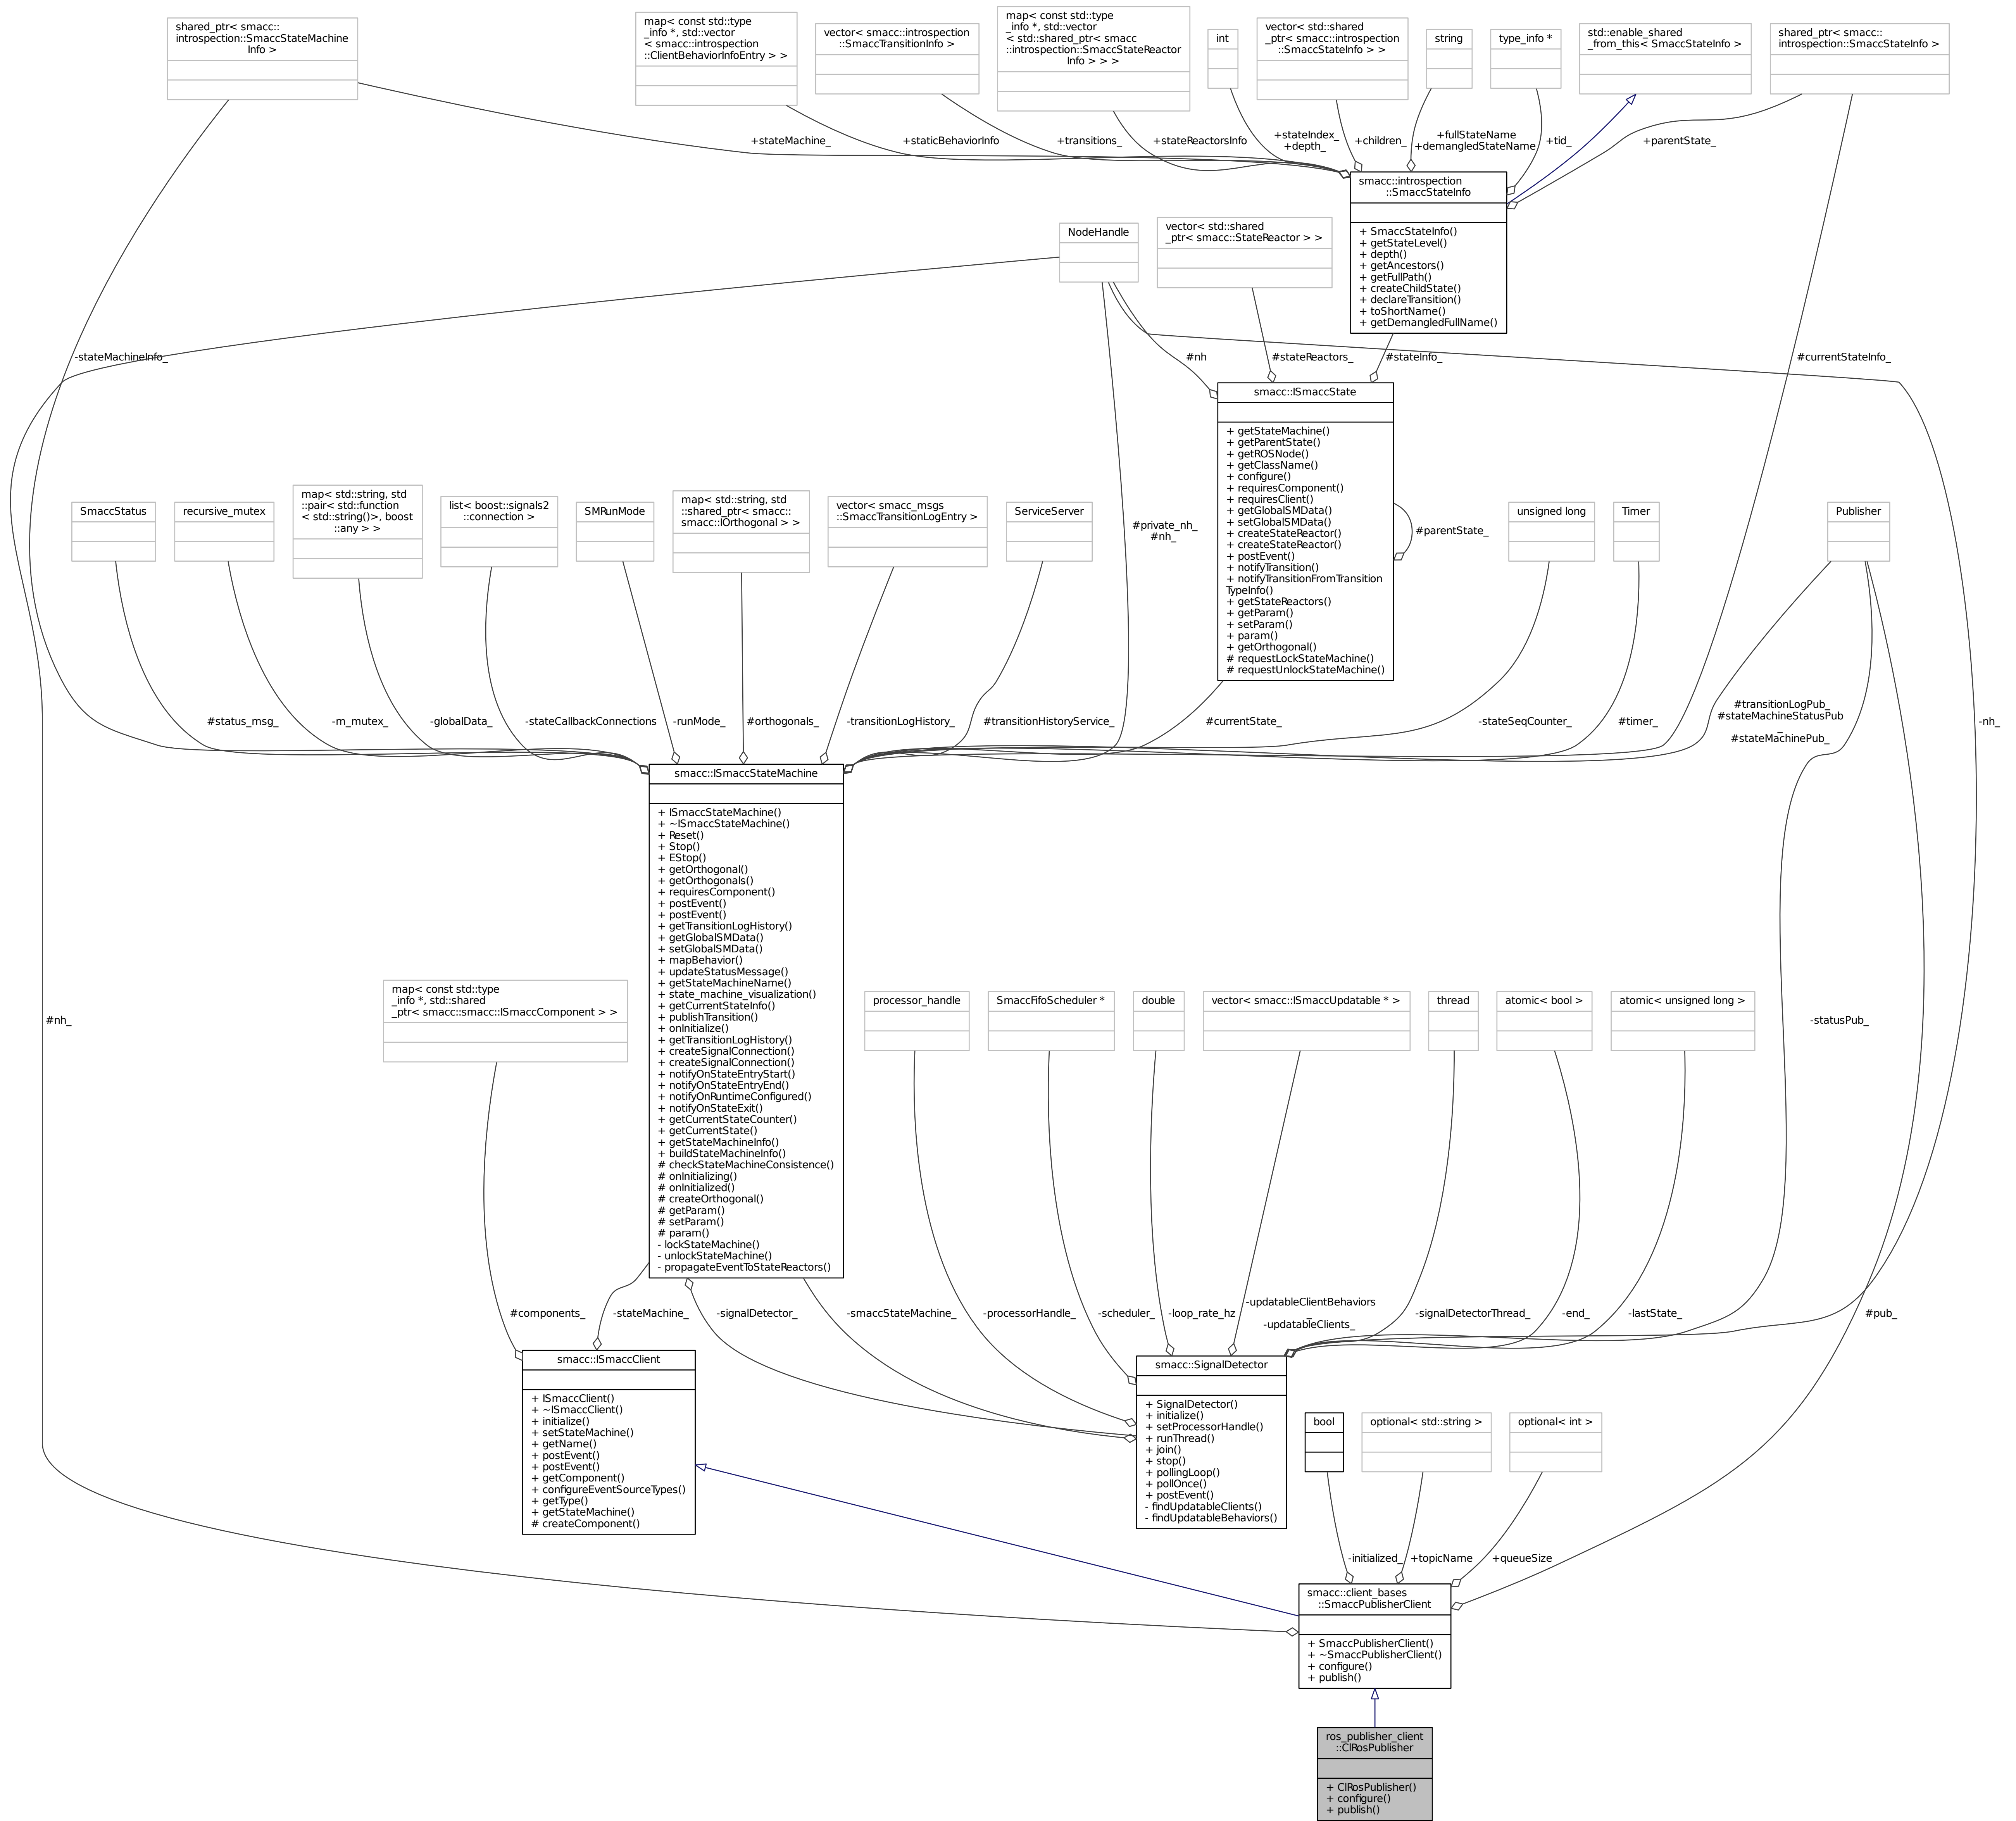 shared_ptr< smacc::
introspection::SmaccStateMachine
Info >
map< const std::type
_info *, std::vector
< smacc::introspection
::ClientBehaviorInfoEntry > >
vector< smacc::introspection
::SmaccTransitionInfo >
map< const std::type
_info *, std::vector
< std::shared_ptr< smacc
::introspection::SmaccStateReactor
Info > > >
int
vector< std::shared
_ptr< smacc::introspection
::SmaccStateInfo > >
string
type_info *
std::enable_shared
_from_this< SmaccStateInfo >
shared_ptr< smacc::
introspection::SmaccStateInfo >
+stateMachine_
+staticBehaviorInfo
+transitions_
+stateReactorsInfo
+stateIndex_
+depth_
+children_
+fullStateName
+demangledStateName
+tid_
+parentState_
smacc::introspection
::SmaccStateInfo
+ SmaccStateInfo()
+ getStateLevel()
+ depth()
+ getAncestors()
+ getFullPath()
+ createChildState()
+ declareTransition()
+ toShortName()
+ getDemangledFullName()
NodeHandle
vector< std::shared
_ptr< smacc::StateReactor > >
-stateMachineInfo_
#nh
#stateReactors_
#stateInfo_
#currentStateInfo_
smacc::ISmaccState
+ getStateMachine()
+ getParentState()
+ getROSNode()
+ getClassName()
+ configure()
+ requiresComponent()
+ requiresClient()
+ getGlobalSMData()
+ setGlobalSMData()
+ createStateReactor()
+ createStateReactor()
+ postEvent()
+ notifyTransition()
+ notifyTransitionFromTransition
TypeInfo()
+ getStateReactors()
+ getParam()
+ setParam()
+ param()
+ getOrthogonal()
# requestLockStateMachine()
# requestUnlockStateMachine()
#parentState_
SmaccStatus
recursive_mutex
map< std::string, std
::pair< std::function
< std::string()>, boost
::any > >
list< boost::signals2
::connection >
SMRunMode
map< std::string, std
::shared_ptr< smacc::
smacc::IOrthogonal > >
vector< smacc_msgs
::SmaccTransitionLogEntry >
ServiceServer
#private_nh_
#nh_
unsigned long
Timer
Publisher
#status_msg_
-m_mutex_
-globalData_
-stateCallbackConnections
-runMode_
#orthogonals_
-transitionLogHistory_
#transitionHistoryService_
#currentState_
-stateSeqCounter_
#timer_
#transitionLogPub_
#stateMachineStatusPub
_
#stateMachinePub_
-nh_
smacc::ISmaccStateMachine
+ ISmaccStateMachine()
+ ~ISmaccStateMachine()
+ Reset()
+ Stop()
+ EStop()
+ getOrthogonal()
+ getOrthogonals()
+ requiresComponent()
+ postEvent()
+ postEvent()
+ getTransitionLogHistory()
+ getGlobalSMData()
+ setGlobalSMData()
+ mapBehavior()
+ updateStatusMessage()
+ getStateMachineName()
+ state_machine_visualization()
+ getCurrentStateInfo()
+ publishTransition()
+ onInitialize()
+ getTransitionLogHistory()
+ createSignalConnection()
+ createSignalConnection()
+ notifyOnStateEntryStart()
+ notifyOnStateEntryEnd()
+ notifyOnRuntimeConfigured()
+ notifyOnStateExit()
+ getCurrentStateCounter()
+ getCurrentState()
+ getStateMachineInfo()
+ buildStateMachineInfo()
# checkStateMachineConsistence()
# onInitializing()
# onInitialized()
# createOrthogonal()
# getParam()
# setParam()
# param()
- lockStateMachine()
- unlockStateMachine()
- propagateEventToStateReactors()
#nh_
map< const std::type
_info *, std::shared
_ptr< smacc::smacc::ISmaccComponent > >
processor_handle
SmaccFifoScheduler *
double
vector< smacc::ISmaccUpdatable * >
thread
atomic< bool >
atomic< unsigned long >
-statusPub_
#components_
-stateMachine_
-signalDetector_
-smaccStateMachine_
-processorHandle_
-scheduler_
-loop_rate_hz
-updatableClientBehaviors
_
-updatableClients_
-signalDetectorThread_
-end_
-lastState_
#pub_
smacc::ISmaccClient
+ ISmaccClient()
+ ~ISmaccClient()
+ initialize()
+ setStateMachine()
+ getName()
+ postEvent()
+ postEvent()
+ getComponent()
+ configureEventSourceTypes()
+ getType()
+ getStateMachine()
# createComponent()
smacc::SignalDetector
+ SignalDetector()
+ initialize()
+ setProcessorHandle()
+ runThread()
+ join()
+ stop()
+ pollingLoop()
+ pollOnce()
+ postEvent()
- findUpdatableClients()
- findUpdatableBehaviors()
bool
optional< std::string >
optional< int >
-initialized_
+topicName
+queueSize
smacc::client_bases
::SmaccPublisherClient
+ SmaccPublisherClient()
+ ~SmaccPublisherClient()
+ configure()
+ publish()
ros_publisher_client
::ClRosPublisher
+ ClRosPublisher()
+ configure()
+ publish()